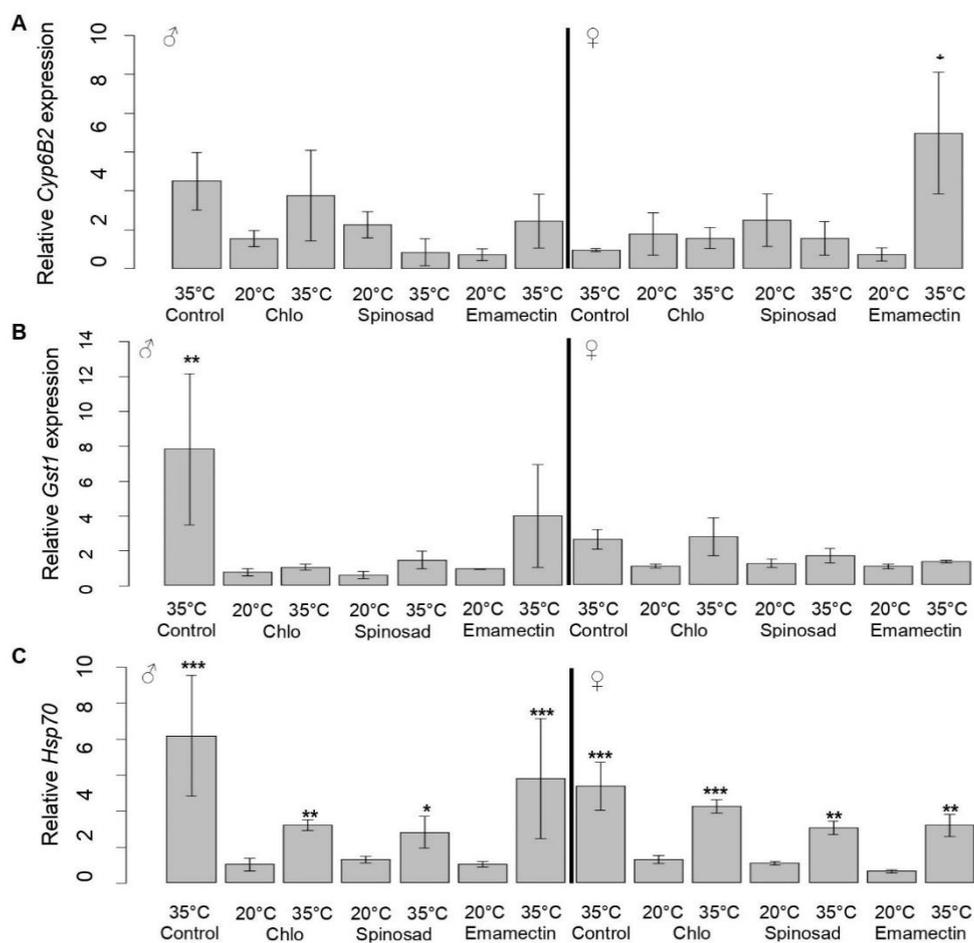 A
♂
♀
Relative Cyp6B2 expression
10
8
6
4
2
0
+
35°C 20°C 35°C 20°C 35°C 20°C 35°C 35°C 20°C 35°C 20°C 35°C 20°C 35°C
Control Chlo Spinosad Emamectin Control Chlo Spinosad Emamectin
B
♂
♀
Relative Gst1 expression
14
12
10
8
6
4
2
0
**
35°C 20°C 35°C 20°C 35°C 20°C 35°C 35°C 20°C 35°C 20°C 35°C 20°C 35°C
Control Chlo Spinosad Emamectin Control Chlo Spinosad Emamectin
C
♂
♀
Relative Hsp70
10
8
6
4
2
0
*** ** * *** *** *** ** **
35°C 20°C 35°C 20°C 35°C 20°C 35°C 35°C 20°C 35°C 20°C 35°C 20°C 35°C
Control Chlo Spinosad Emamectin Control Chlo Spinosad Emamectin